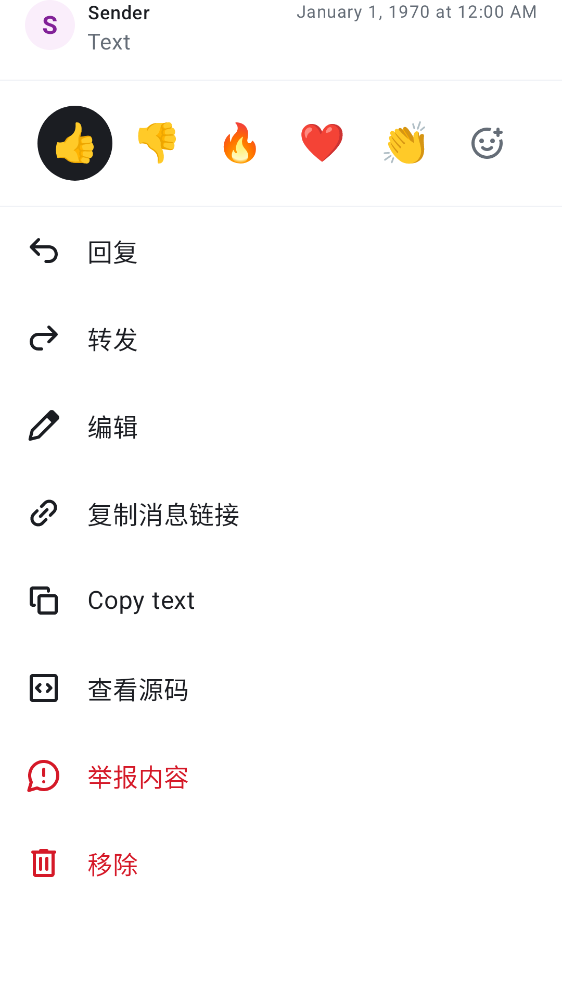 S
Sender
January 1, 1970 at 12:00 AM
Text
回复
转发
编辑
复制消息链接
Copy text
查看源码
举报内容
移除